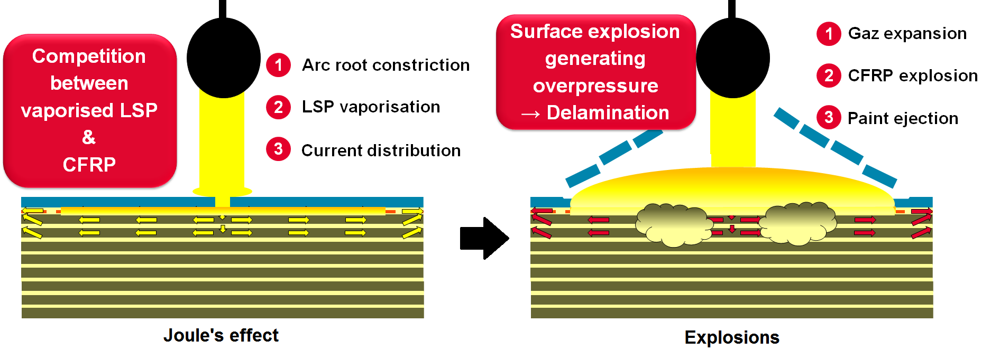 Competition
between
vaporised LSP
&
CFRP
1 Arc root constriction
2 LSP vaporisation
3 Current distribution
Joule's effect
Surface explosion
generating
overpressure
→ Delamination
1 Gaz expansion
2 CFRP explosion
3 Paint ejection
Explosions